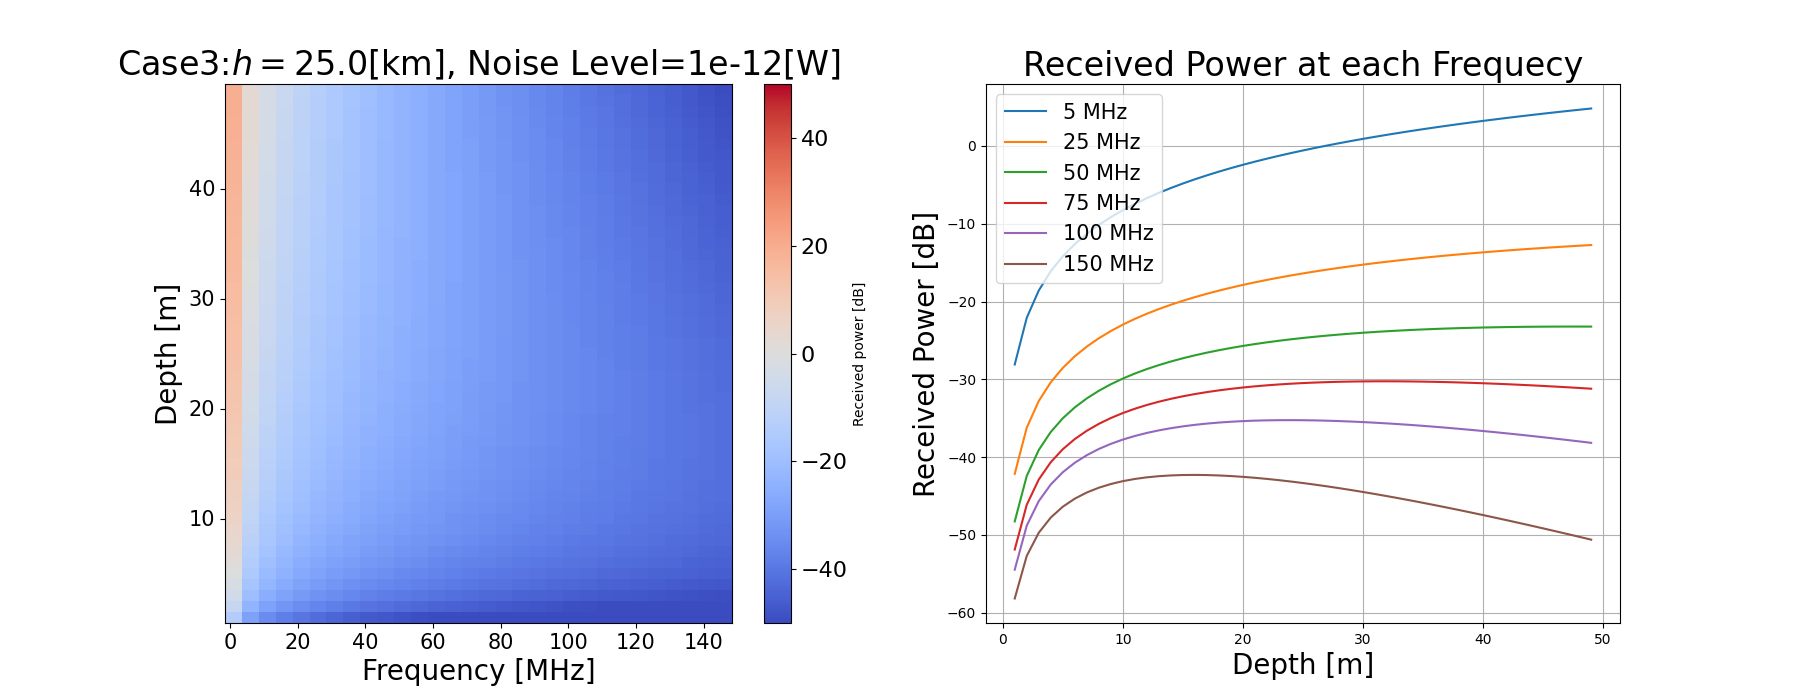 Case3:h = 25.0[km], Noise Level=1e-12[W]
Depth [m]
40
30
20
10
0
20
40
60
80
100
120
140
Frequency [MHz]
40
20
0
−20
−40
Received power [dB]
Received Power at each Frequecy
5 MHz
25 MHz
50 MHz
75 MHz
100 MHz
150 MHz
Received Power [dB]
0
−10
−20
−30
−40
−50
−60
0
10
20
30
40
50
Depth [m]